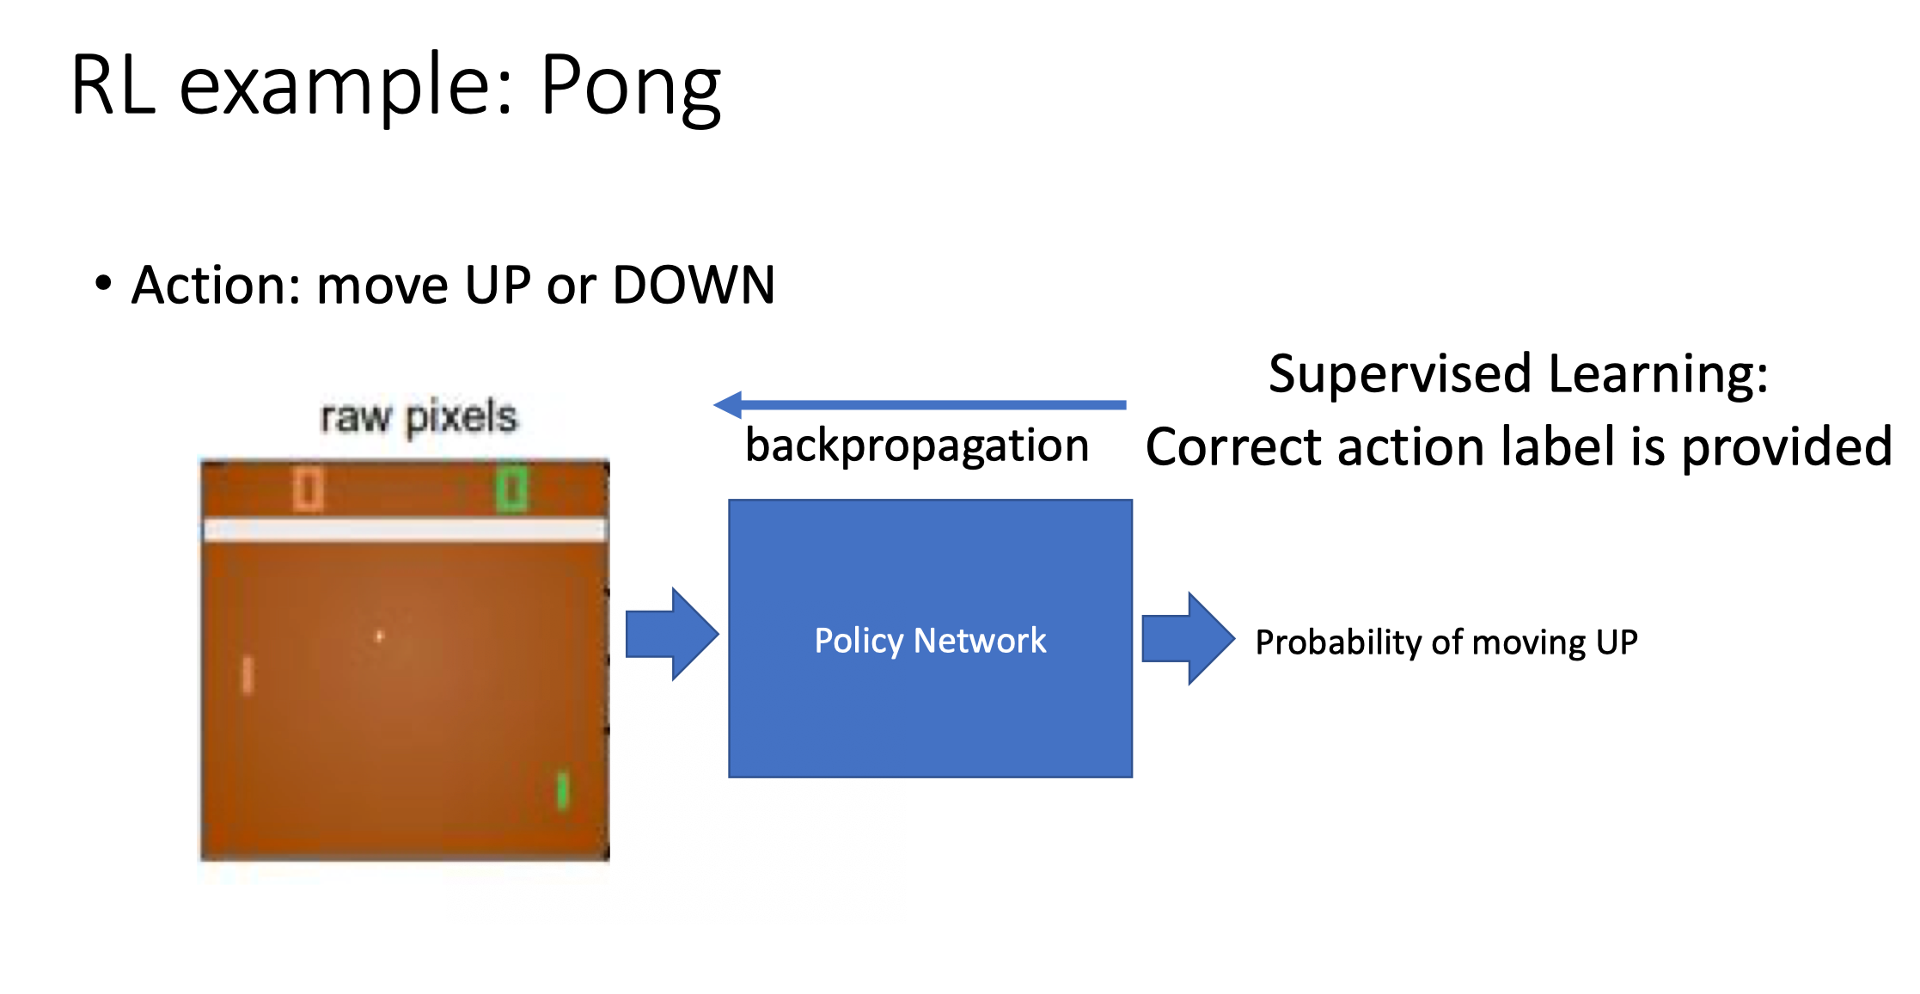 RL example: Pong
• Action: move UP or DOWN
Supervised Learning:
Correct action label is provided
backpropagation
raw pixels
0 0
Policy Network
Probability of moving UP